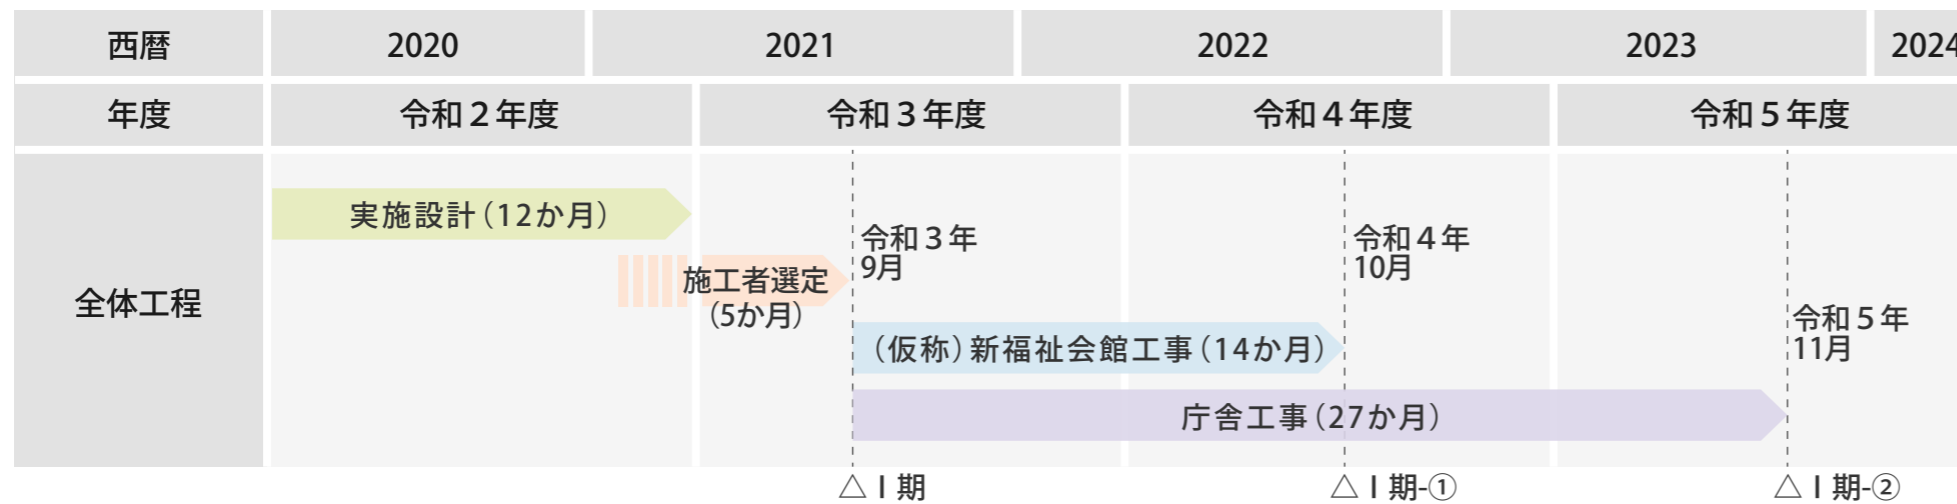 西暦 2020 2021 2022 2023 2024
年度 令和２年度 令和３年度 令和４年度 令和５年度
全体工程
実施設計（12か月）
施工者選定
（5か月）
令和３年
9月
令和４年
10月
（仮称）新福祉会館工事（14か月）
令和５年
11月
庁舎工事（27か月）
△Ⅰ期 △Ⅰ期-① △Ⅰ期-②